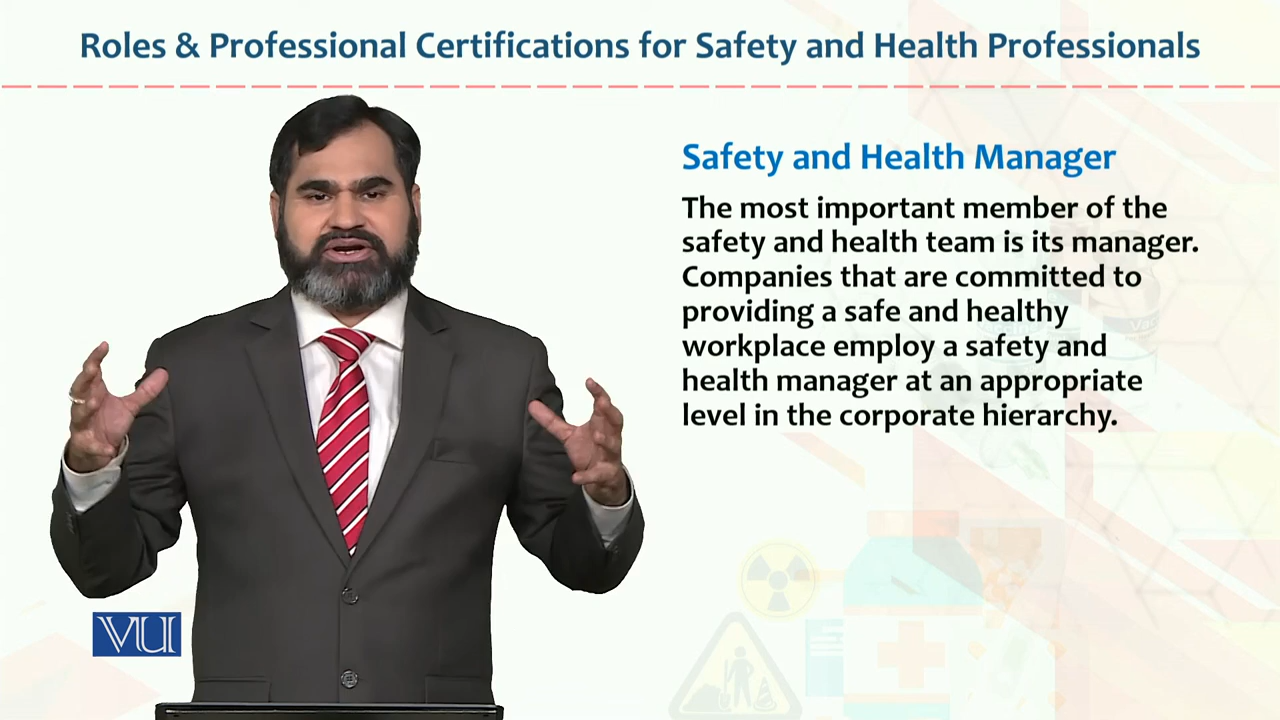 Roles & Professional Certifications for Safety and Health Professionals
Safety and Health Manager
The most important member of the
safety and health team is its manager.
Companies that are committed to
providing a safe and healthy
workplace employ a safety and
health manager at an appropriate
level in the corporate hierarchy.
VU